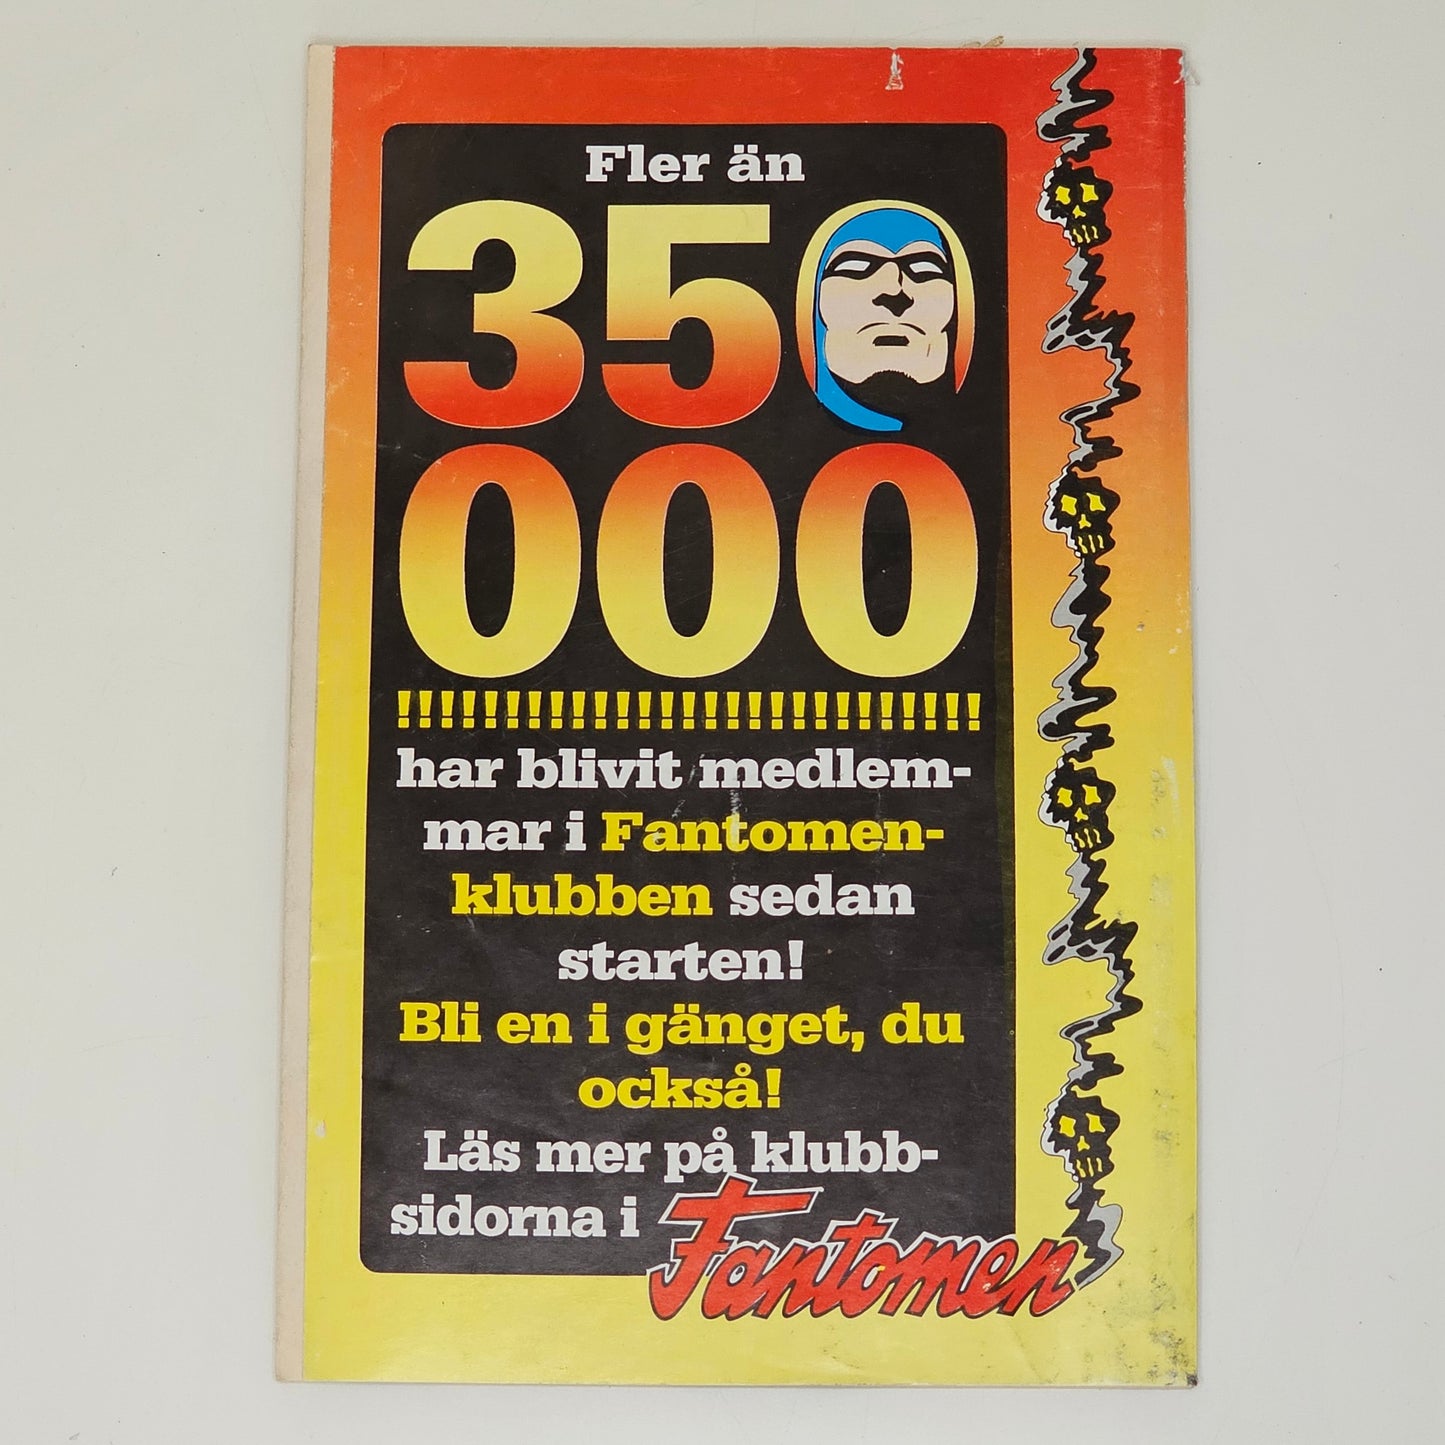 Fler än
350
000
!!!!!!!!!!!!!!!!!!!!!!!!!!!
har blivit medlem-
mar i Fantomen-
klubben sedan
starten!
Bli en i gänget, du
också!
Läs mer på klubb-
sidorna i Fantomen